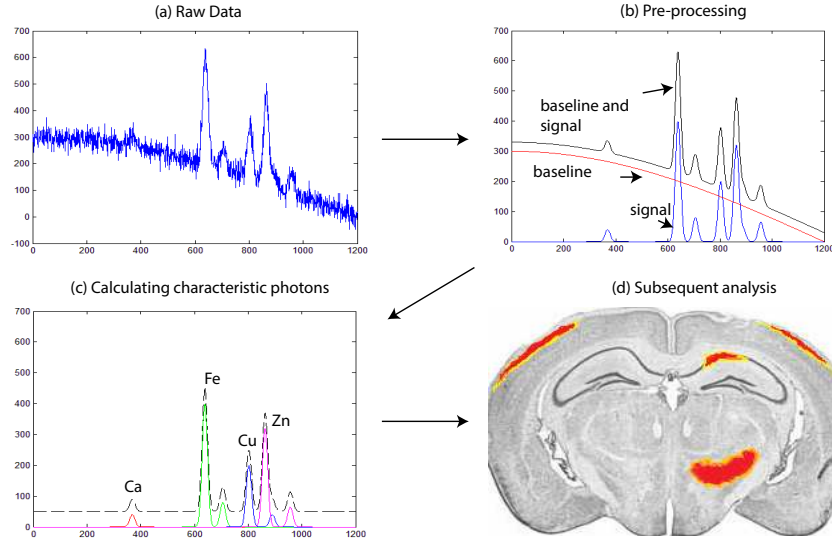 (a) Raw Data
700
600
500
400
300
200
100
0
-100
0 200 400 600 800 1000 1200
(b) Pre-processing
700
600
500
400
300
200
100
0
0 200 400 600 800 1000 1200
baseline and
signal
baseline
signal
(c) Calculating characteristic photons
700
600
500
400
300
200
100
0
0 200 400 600 800 1000 1200
Fe
Zn
Cu
Ca
(d) Subsequent analysis